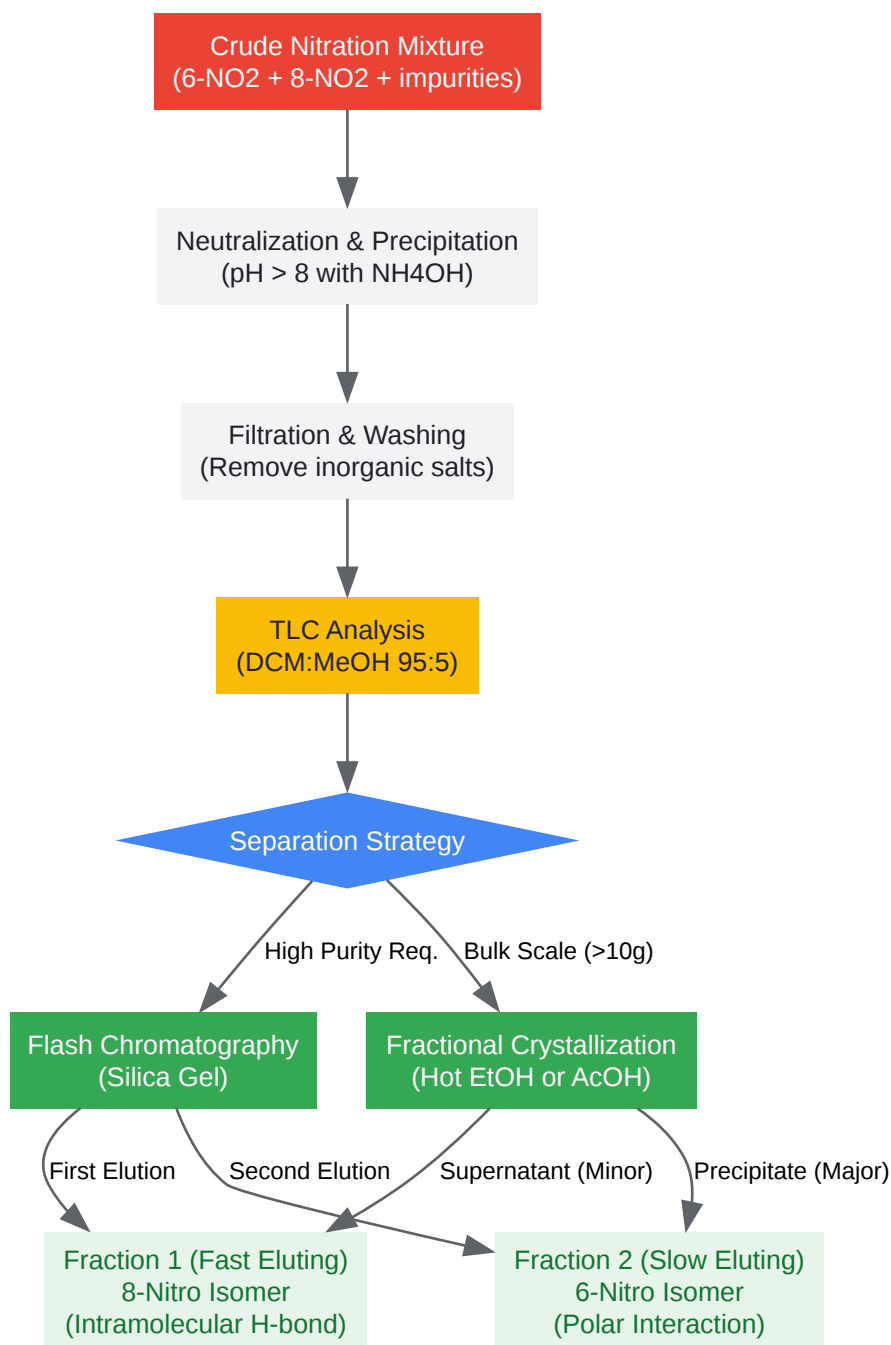 Crude Nitration Mixture
(6-NO2 + 8-NO2 + impurities)
Neutralization & Precipitation
(pH > 8 with NH4OH)
Filtration & Washing
(Remove inorganic salts)
TLC Analysis
(DCM:MeOH 95:5)
Separation Strategy
High Purity Req.
Bulk Scale (>10g)
Flash Chromatography
(Silica Gel)
Fractional Crystallization
(Hot EtOH or AcOH)
First Elution
Second Elution
Supernatant (Minor)
Precipitate (Major)
Fraction 1 (Fast Eluting)
8-Nitro Isomer
(Intramolecular H-bond)
Fraction 2 (Slow Eluting)
6-Nitro Isomer
(Polar Interaction)